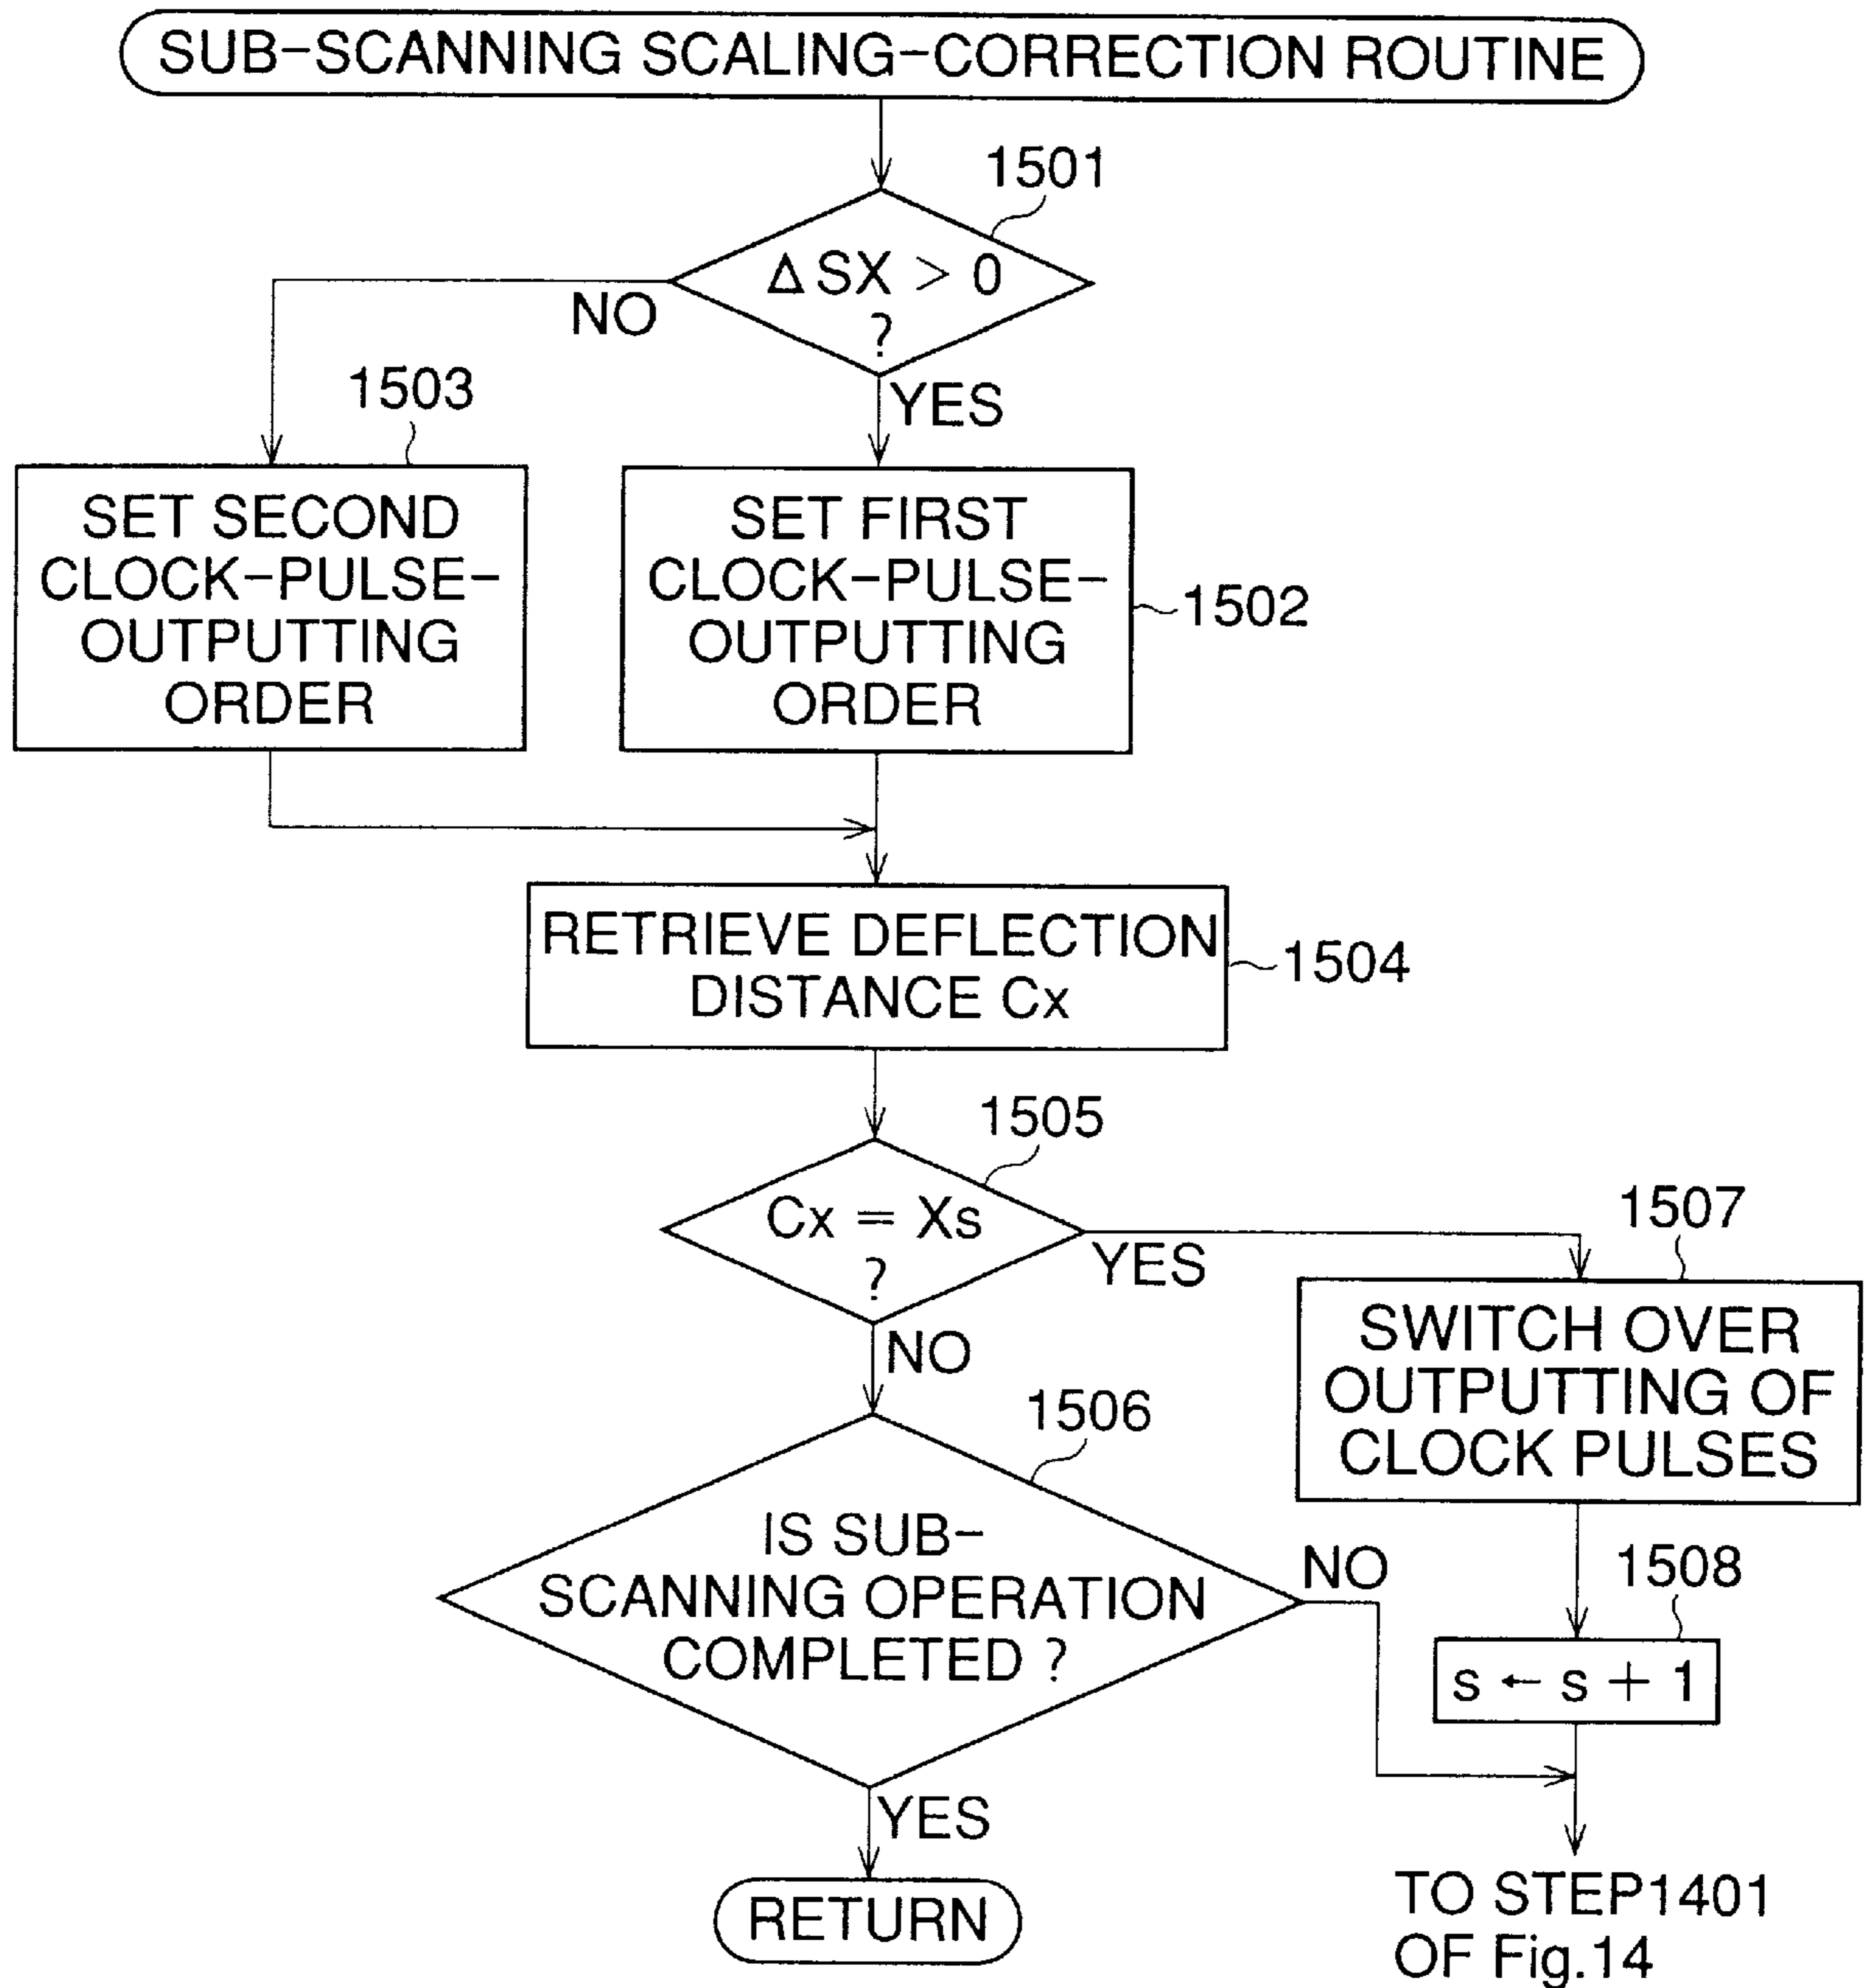 SUB-SCANNING SCALING-CORRECTION ROUTINE
1501
Δ SX > 0
?
NO
YES
1503
SET SECOND
CLOCK-PULSE-
OUTPUTTING
ORDER
SET FIRST
CLOCK-PULSE-
OUTPUTTING
ORDER
1502
RETRIEVE DEFLECTION
DISTANCE Cx
1504
1505
Cx = Xs
?
YES
NO
1507
SWITCH OVER
OUTPUTTING OF
CLOCK PULSES
1506
IS SUB-
SCANNING OPERATION
COMPLETED ?
NO
YES
1508
s ← s + 1
RETURN
TO STEP1401
OF Fig.14